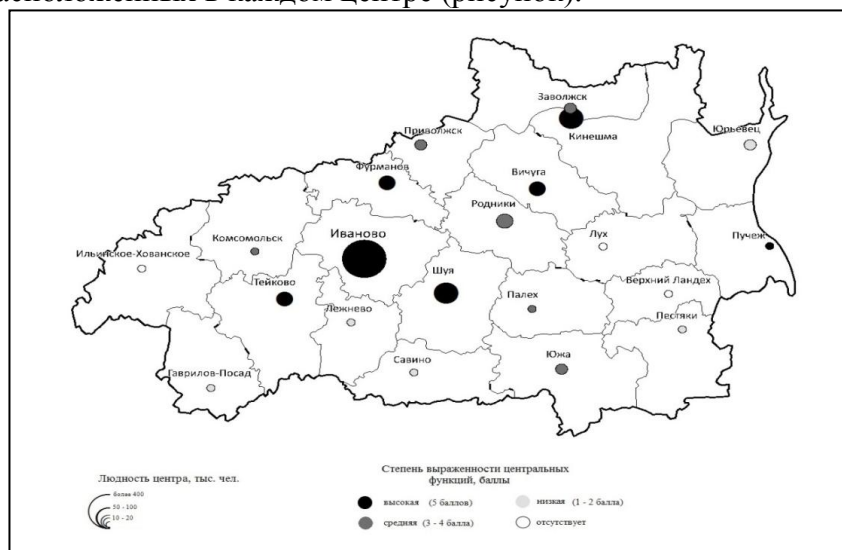 асположенных в каждом центре (рисунок).
Заволжск
Кинешма
Юрьевец
Приволжск
Фурманов
Вичуга
Родники
Иваново
Комсомольск
Лух
Пучеж
Ильинское-Хованское
Шуя
Тейково
Палех
Верхний Ландех
Лежнево
Пестяки
Савино
Южа
Гаврилов-Посад
Людность центра, тыс. чел.
более 400
50 - 100
10 - 20
Степень выраженности центральных
функций, баллы
высокая (5 баллов)
низкая (1 - 2 балла)
средняя (3 - 4 балла)
отсутствует